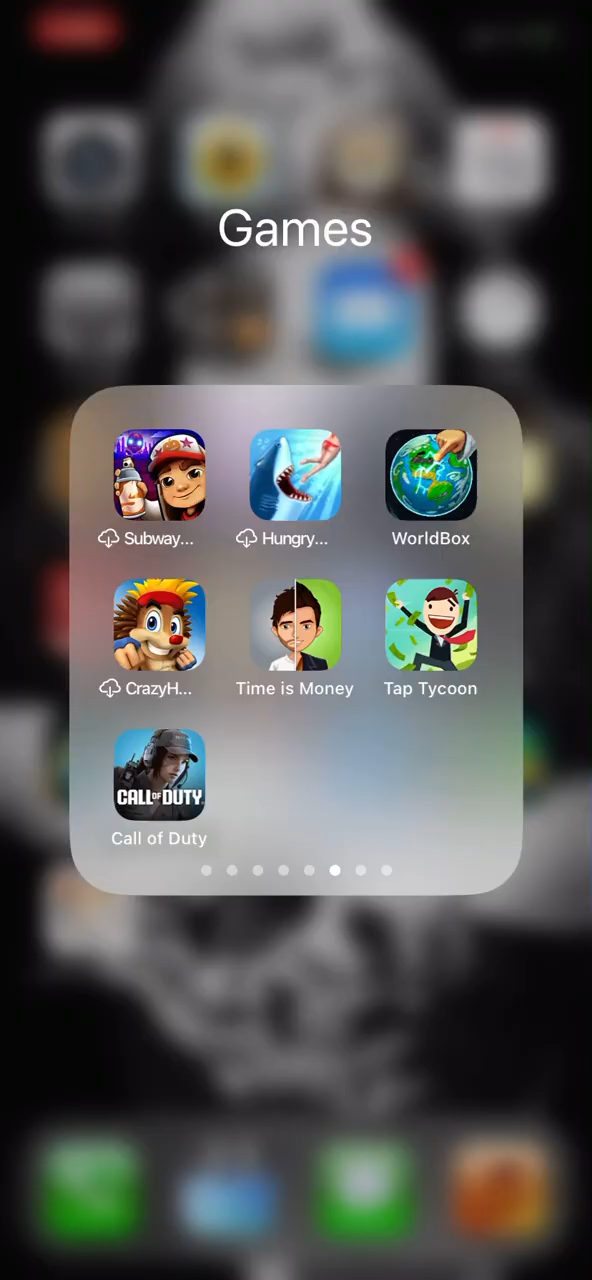 Games
Subway...
Hungry...
WorldBox
CrazyH...
Time is Money
Tap Tycoon
CALL OF DUTY
Call of Duty